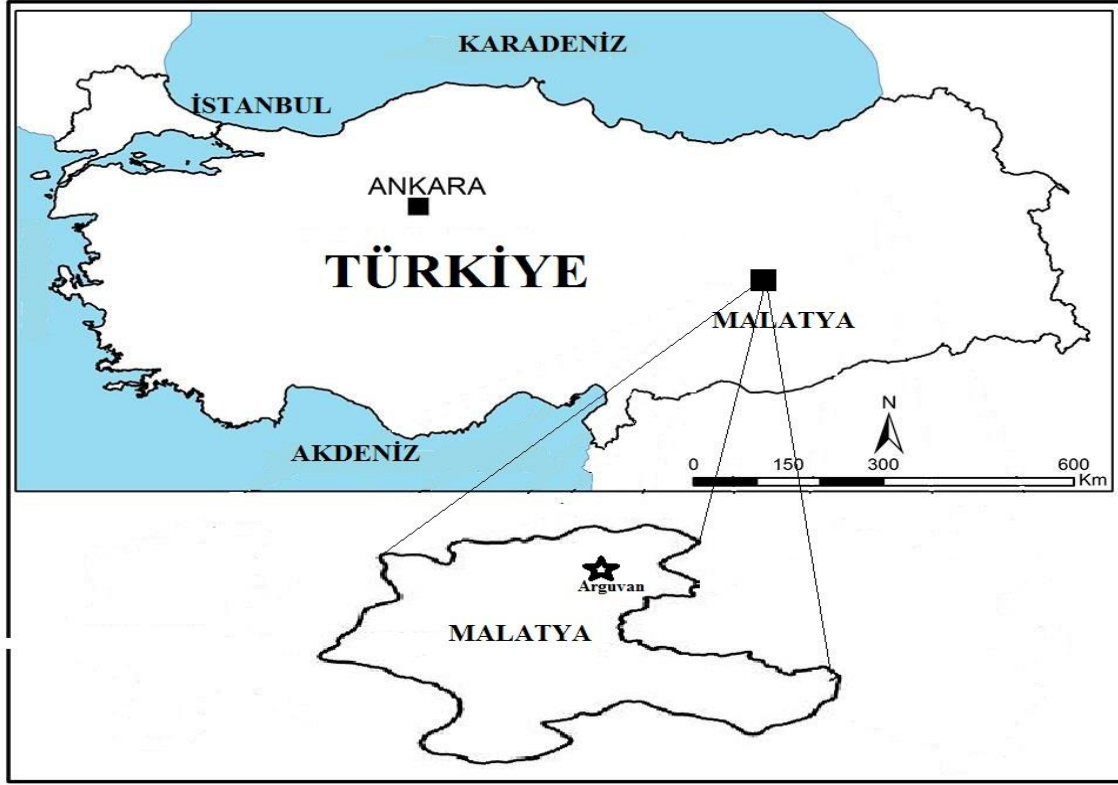 KARADENİZ
İSTANBUL
ANKARA
TÜRKİYE
MALATYA
AKDENİZ
N
0 150 300 600
Km
Arguvan
MALATYA